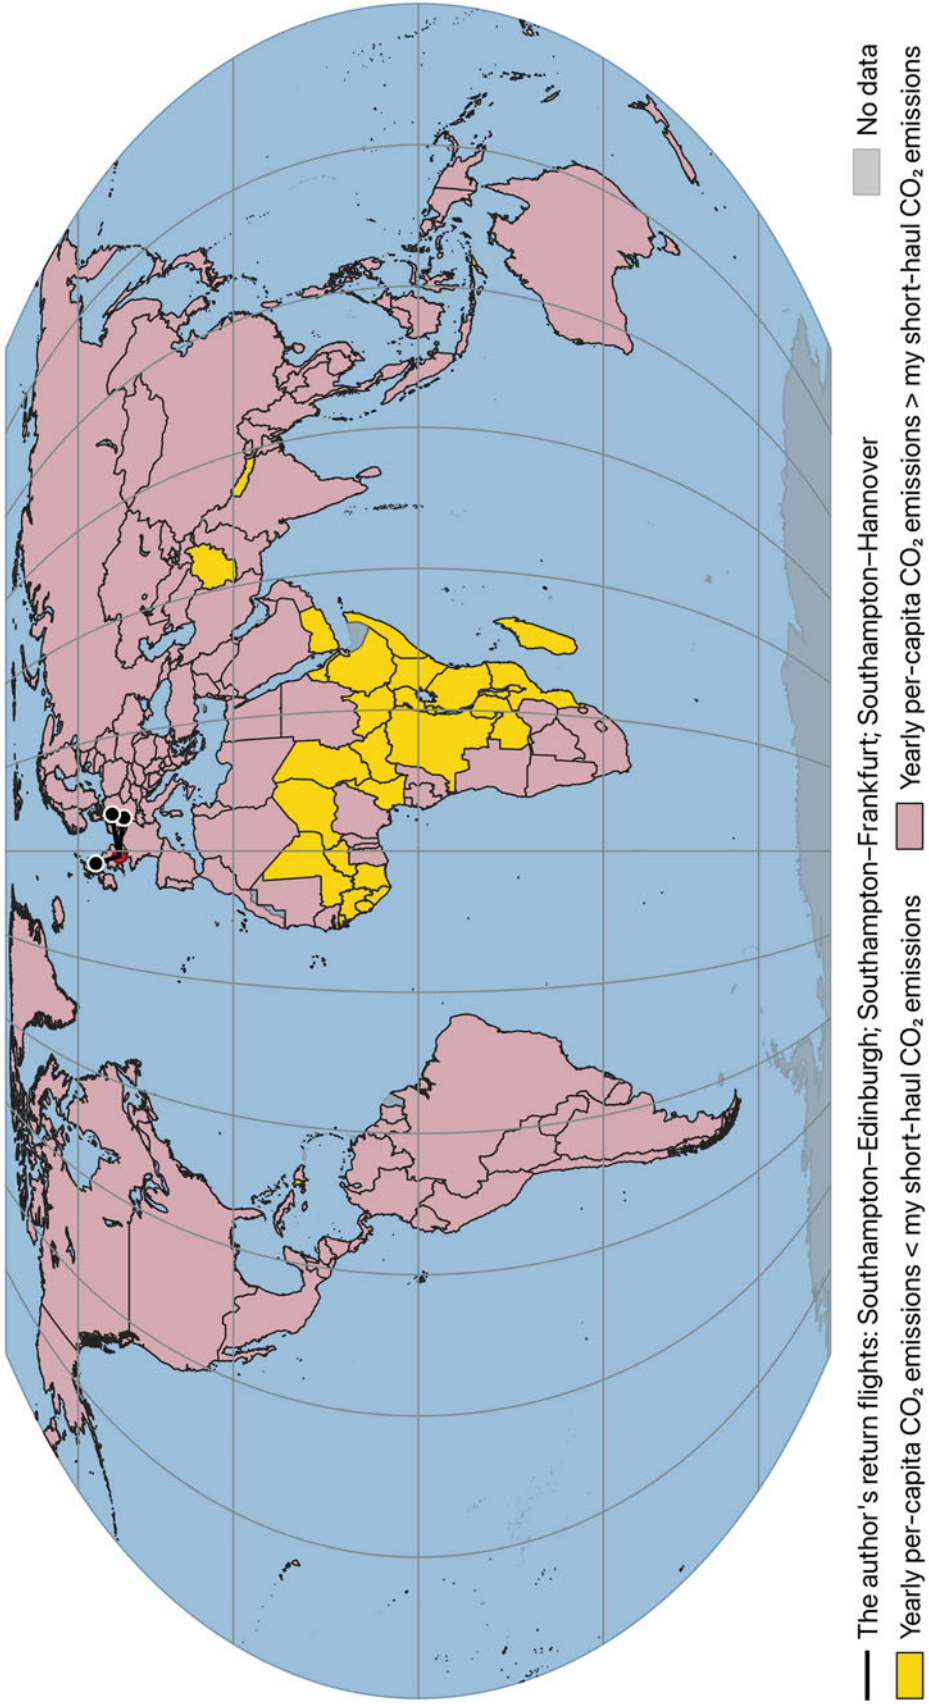 The author's return flights: Southampton–Edinburgh; Southampton–Frankfurt; Southampton–Hannover
No data
Yearly per-capita CO₂ emissions < my short-haul CO₂ emissions
Yearly per-capita CO₂ emissions > my short-haul CO₂ emissions